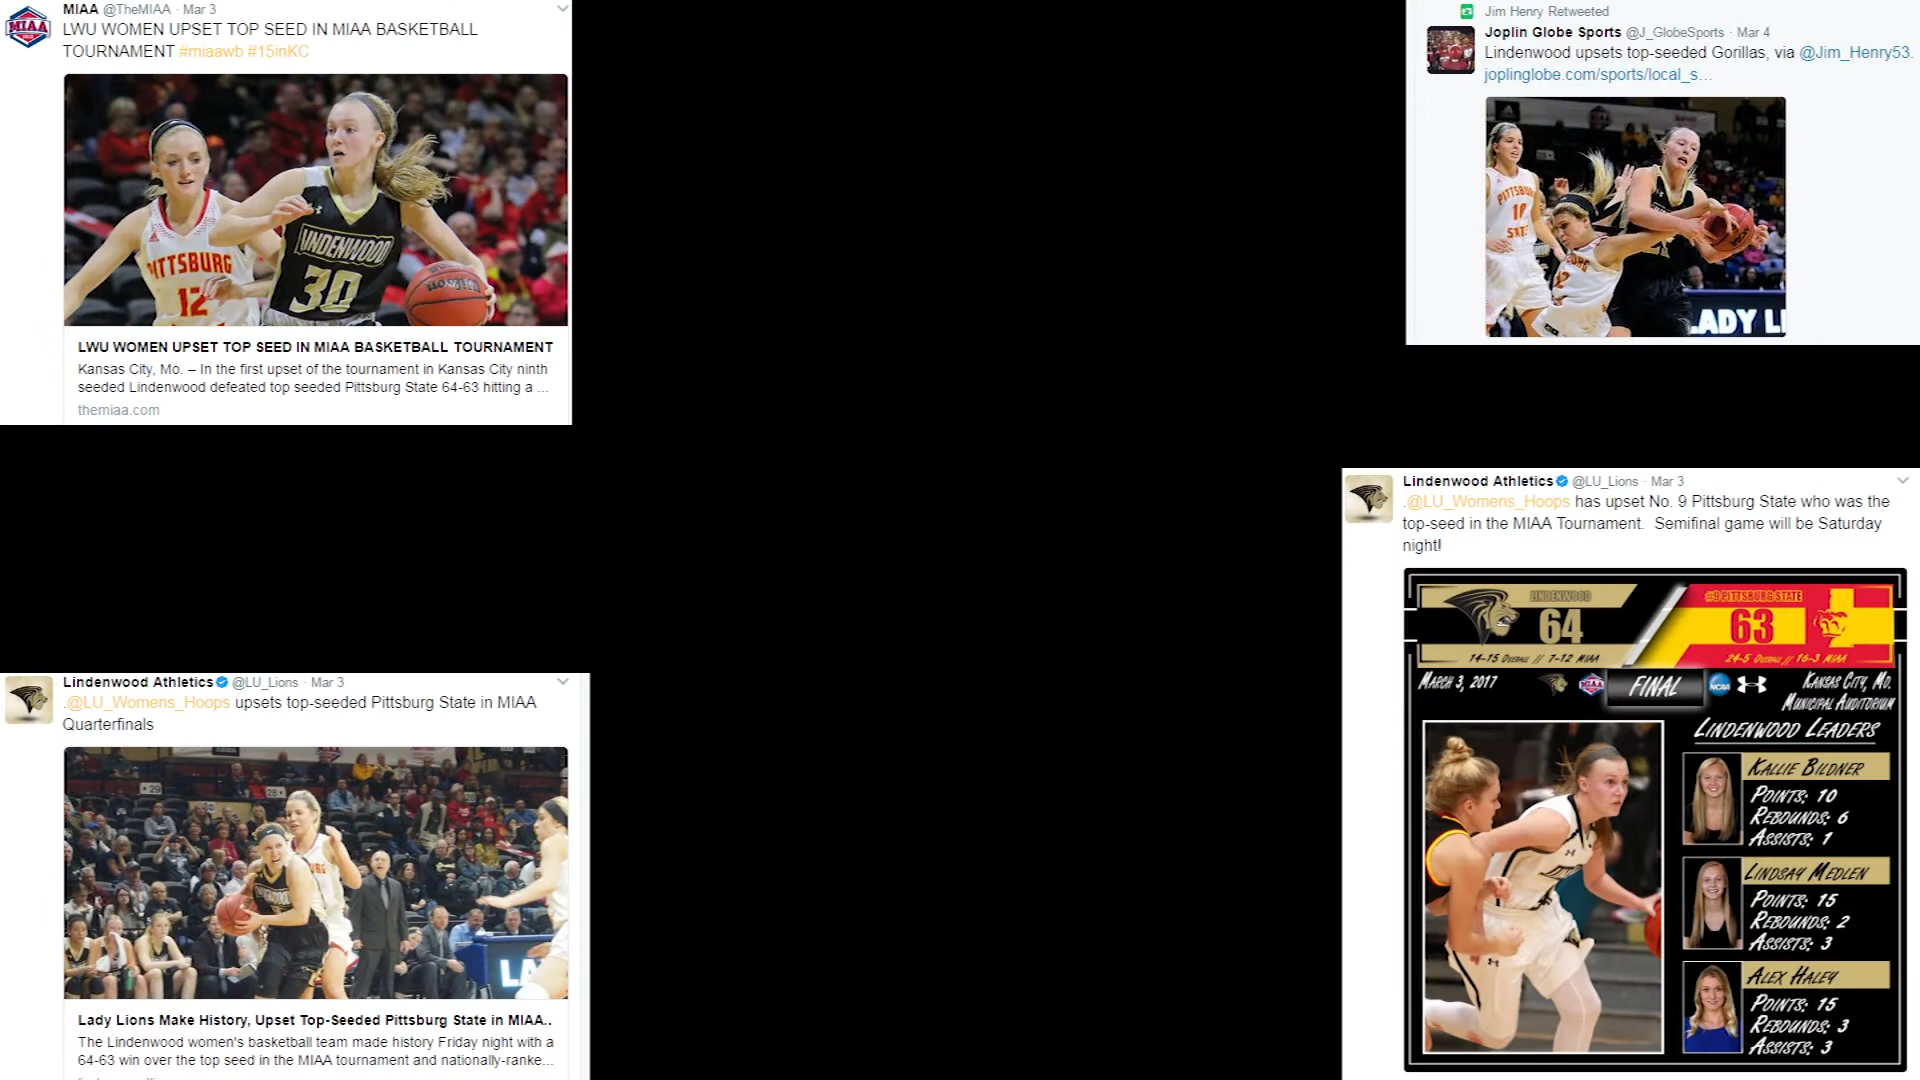 MIAA @TheMIAA · Mar 3
LWU WOMEN UPSET TOP SEED IN MIAA BASKETBALL
TOURNAMENT #miaawb #15inKC
MIAA
PITTSBURG
12
LINDENWOOD
30
LWU WOMEN UPSET TOP SEED IN MIAA BASKETBALL TOURNAMENT
Kansas City, Mo. – In the first upset of the tournament in Kansas City ninth
seeded Lindenwood defeated top seeded Pittsburg State 64-63 hitting a ...
themiaa.com
Jim Henry Retweeted
Joplin Globe Sports @J_GlobeSports · Mar 4
Lindenwood upsets top-seeded Gorillas, via @Jim_Henry53.
joplinglobe.com/sports/local_s…
PITTSBURG
10
STATE
LADY LI
Lindenwood Athletics @LU_Lions · Mar 3
.@LU_Womens_Hoops upsets top-seeded Pittsburg State in MIAA
Quarterfinals
29
28
LA
Lady Lions Make History, Upset Top-Seeded Pittsburg State in MIAA..
The Lindenwood women's basketball team made history Friday night with a
64-63 win over the top seed in the MIAA tournament and nationally-ranke...
Lindenwood Athletics @LU_Lions · Mar 3
.@LU_Womens_Hoops has upset No. 9 Pittsburg State who was the
top-seed in the MIAA Tournament. Semifinal game will be Saturday
night!
LINDENWOOD
64
14-15 OVERALL // 7-12 MIAA
#9 PITTSBURG STATE
63
24-5 OVERALL // 16-3 MIAA
MARCH 3, 2017
MIAA
FINAL
NCAA
KANSAS CITY, MO.
MUNICIPAL AUDITORIUM
LINDENWOOD LEADERS
KALLIE BILDNER
POINTS: 10
REBOUNDS: 6
ASSISTS: 1
LINDSAY MEDLEN
POINTS: 15
REBOUNDS: 2
ASSISTS: 3
ALEX HALEY
POINTS: 15
REBOUNDS: 3
ASSISTS: 3